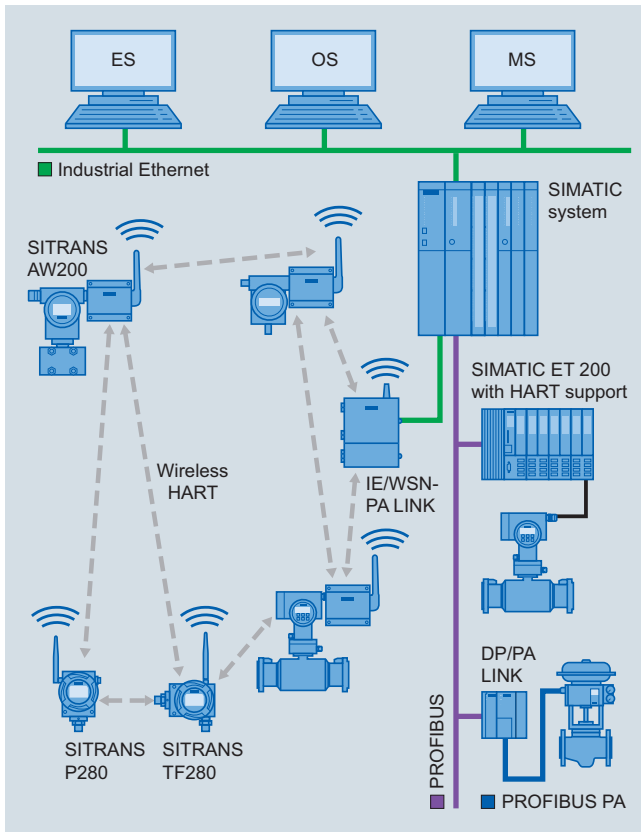 ES
OS
MS
Industrial Ethernet
SIMATIC
system
SITRANS
AW200
SIMATIC ET 200
with HART support
Wireless
HART
IE/WSN-
PA LINK
DP/PA
LINK
SITRANS
P280
SITRANS
TF280
PROFIBUS
PROFIBUS PA